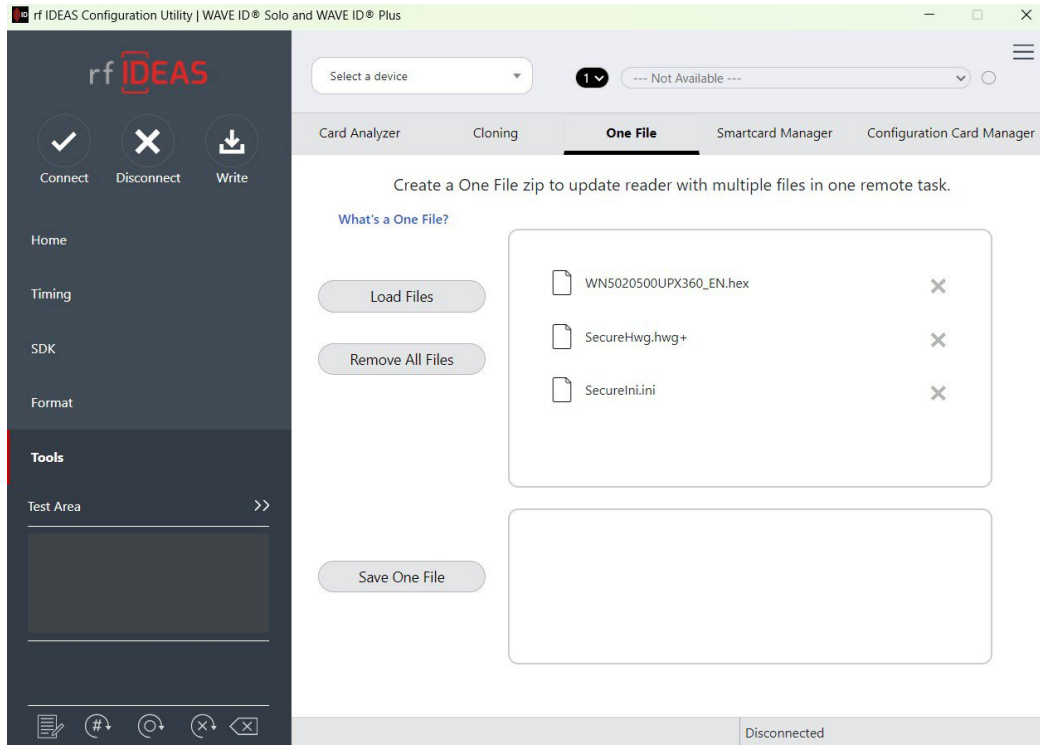 rf IDEAS Configuration Utility | WAVE ID® Solo and WAVE ID® Plus
rf IDEAS
Select a device
1
--- Not Available ---
Connect
Disconnect
Write
Card Analyzer
Cloning
One File
Smartcard Manager
Configuration Card Manager
Create a One File zip to update reader with multiple files in one remote task.
What's a One File?
Home
Timing
SDK
Format
Tools
Test Area
>>
Load Files
Remove All Files
WN5020500UPX360_EN.hex
SecureHwg.hwg+
SecureIni.ini
Save One File
Disconnected